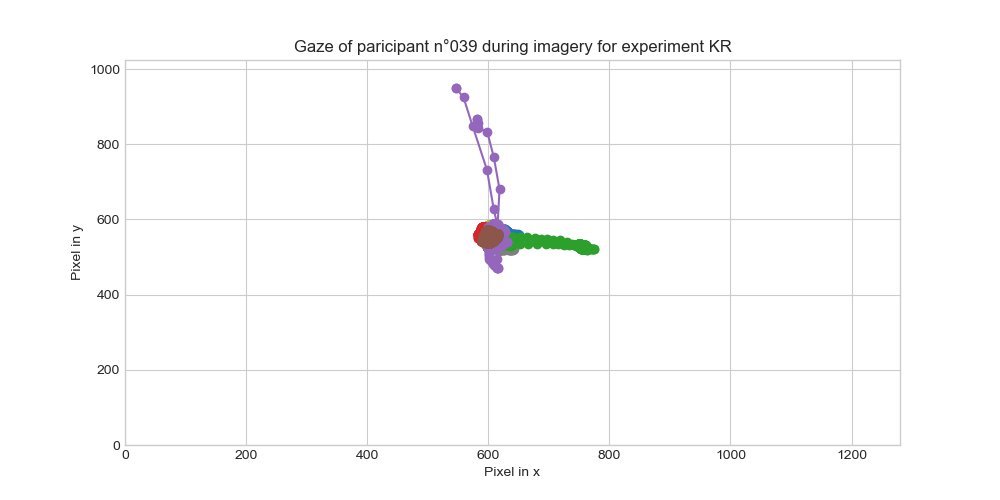 Gaze of paricipant n°039 during imagery for experiment KR
1000
800
600
400
200
0
Pixel in y
0 200 400 600 800 1000 1200
Pixel in x